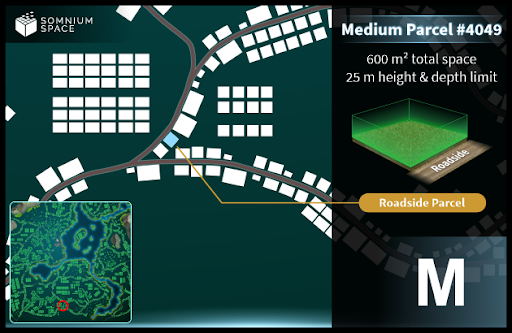 SOMNIUM
SPACE
Medium Parcel #4049
600 m² total space
25 m height & depth limit
Roadside
Roadside Parcel
M